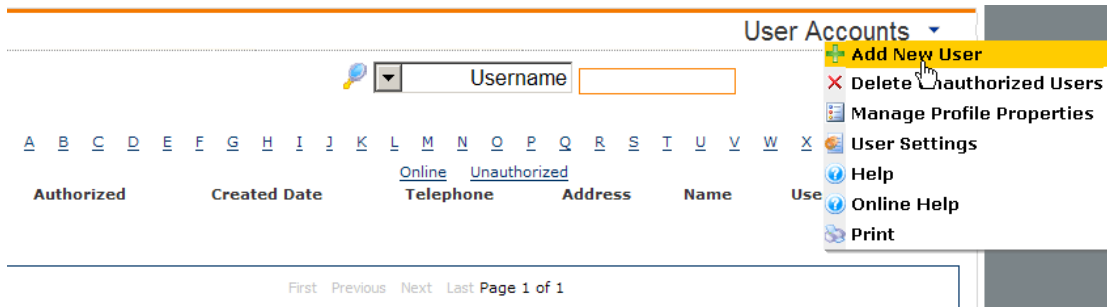 User Accounts
Add New User
Username
Delete Unauthorized Users
Manage Profile Properties
A B C D E F G H I J K L M N O P Q R S T U V W X
User Settings
Online Unauthorized
Help
Authorized Created Date Telephone Address Name Use
Online Help
Print
First Previous Next Last Page 1 of 1